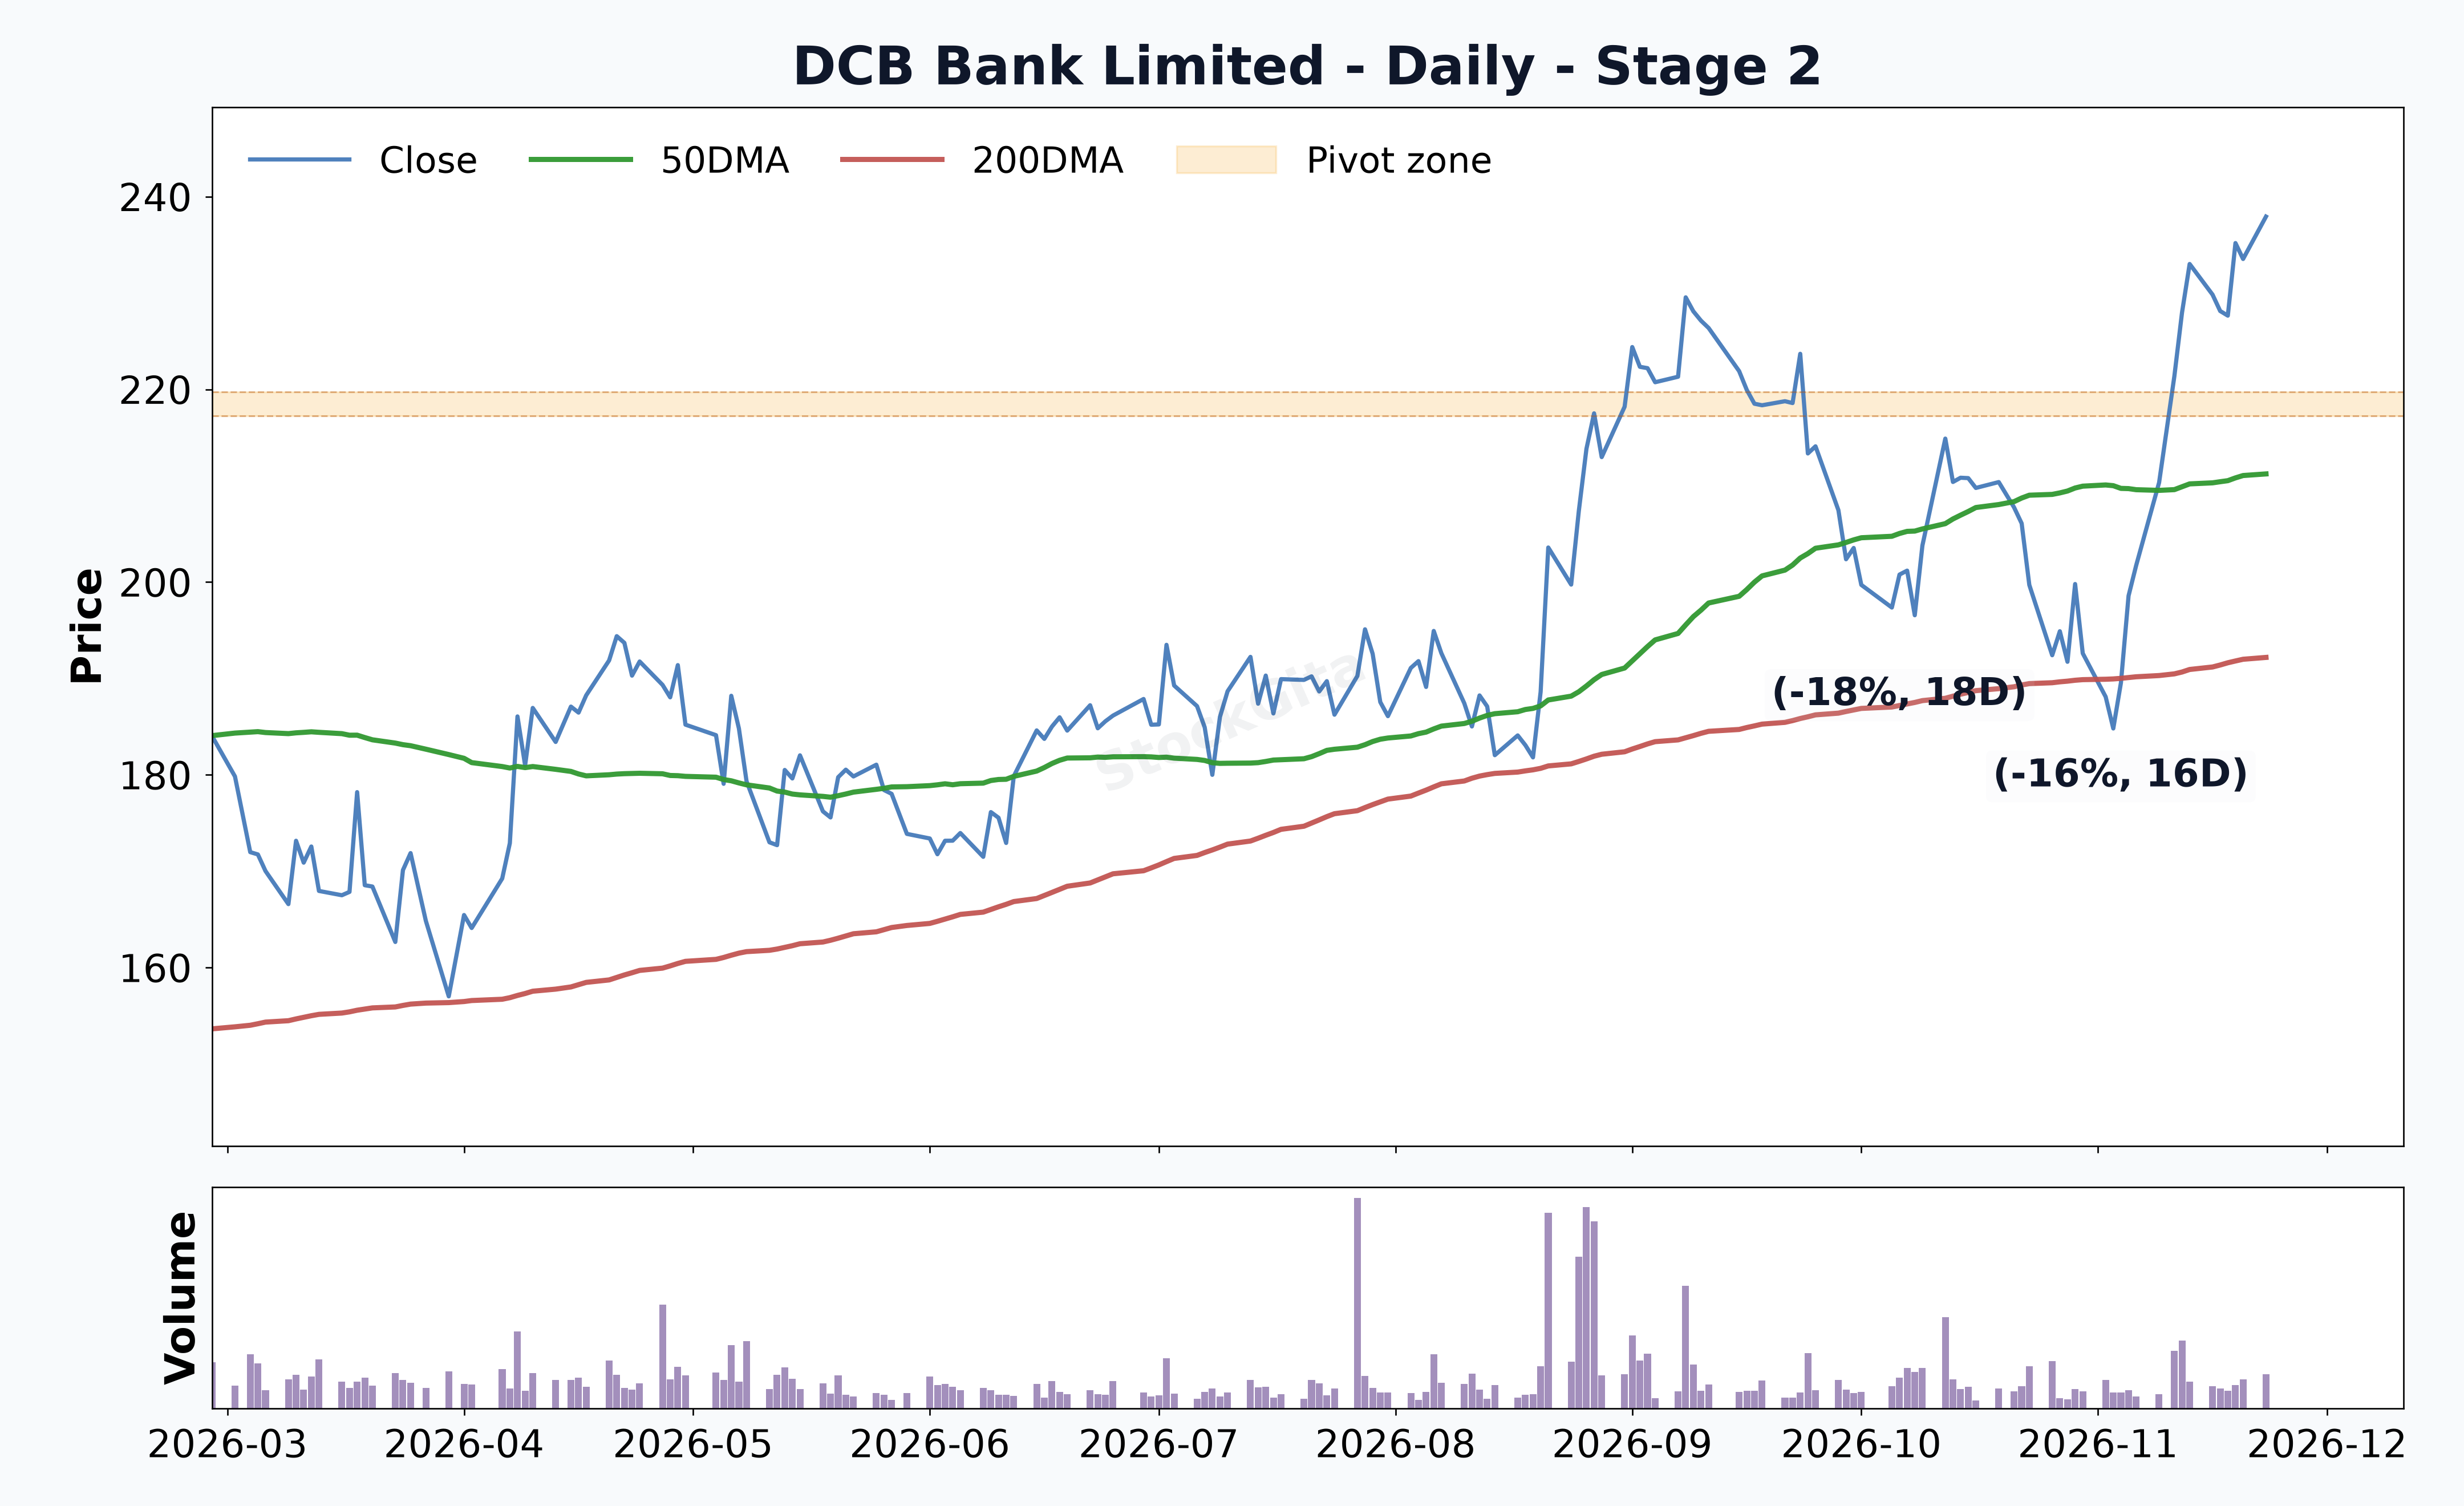 DCB Bank Limited - Daily - Stage 2
Close 50DMA 200DMA Pivot zone
240
220
200
180
160
Price
(-18%, 18D)
(-16%, 16D)
Stockdita
Volume
2026-03 2026-04 2026-05 2026-06 2026-07 2026-08 2026-09 2026-10 2026-11 2026-12